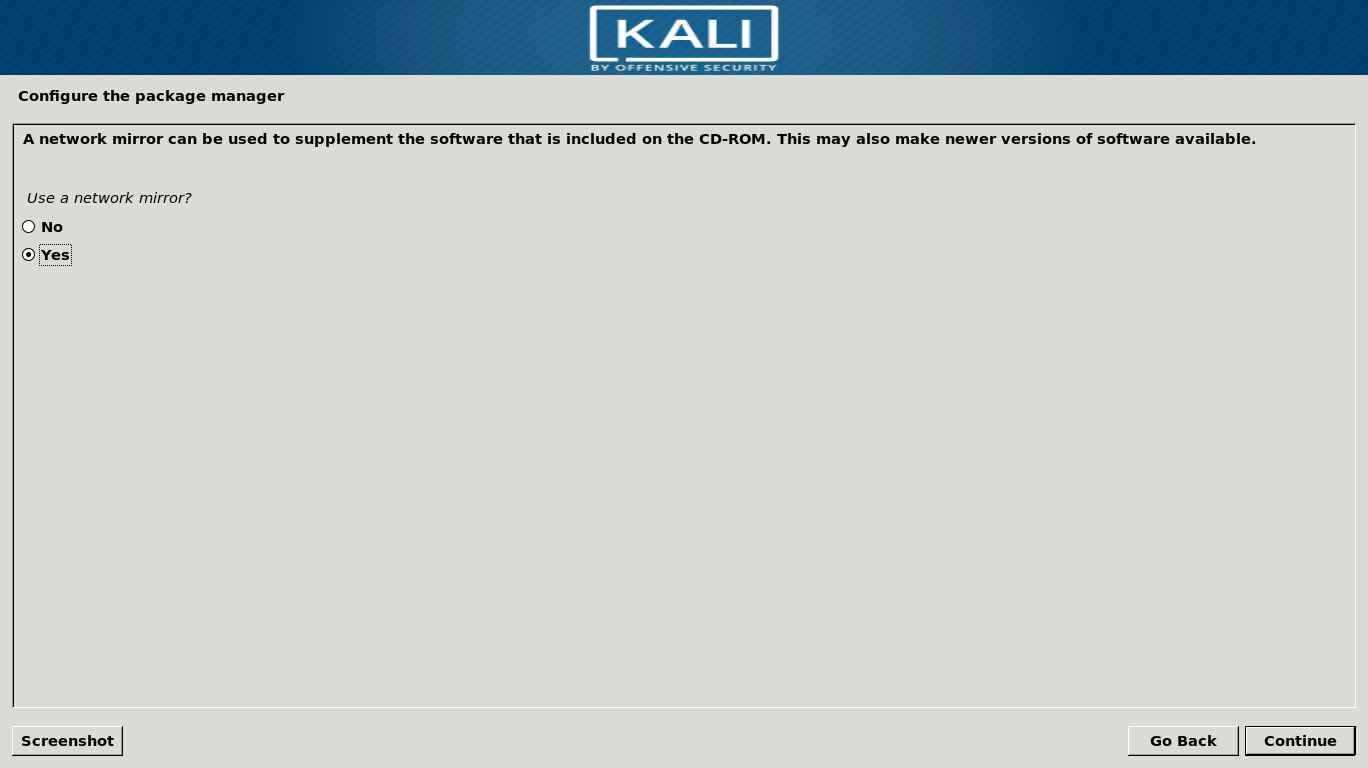 KALI
BY OFFENSIVE SECURITY
Configure the package manager
A network mirror can be used to supplement the software that is included on the CD-ROM. This may also make newer versions of software available.
Use a network mirror?
No
Yes
Screenshot
Go Back
Continue